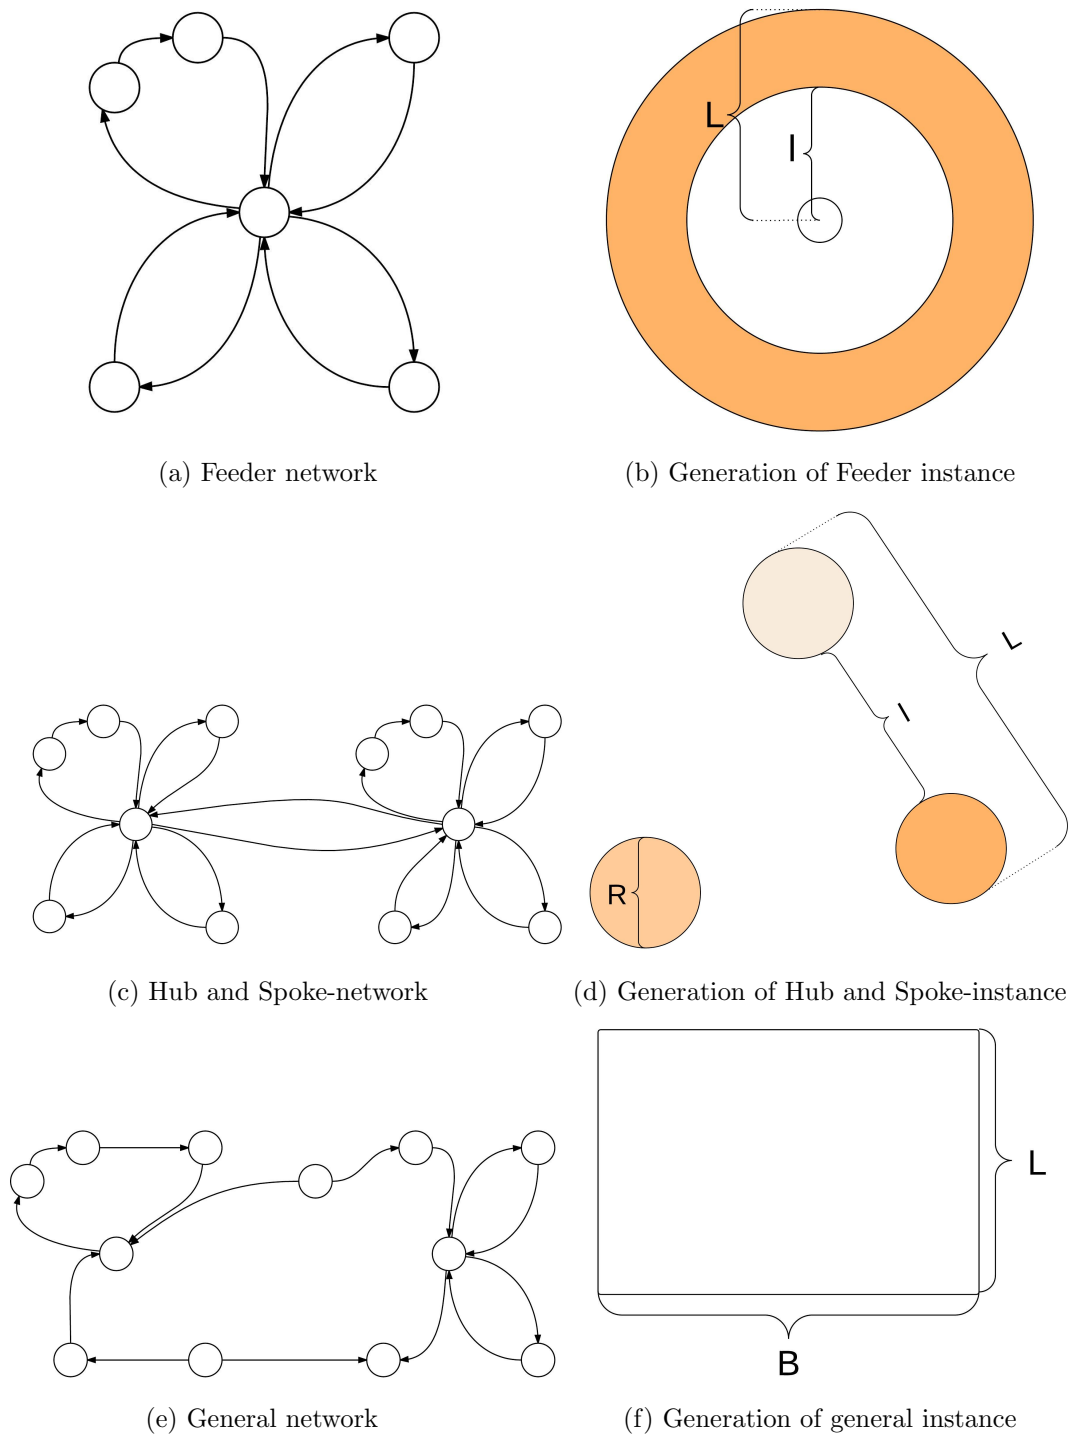 L
l
(a) Feeder network
(b) Generation of Feeder instance
L
l
R
(c) Hub and Spoke-network
(d) Generation of Hub and Spoke-instance
L
B
(e) General network
(f) Generation of general instance